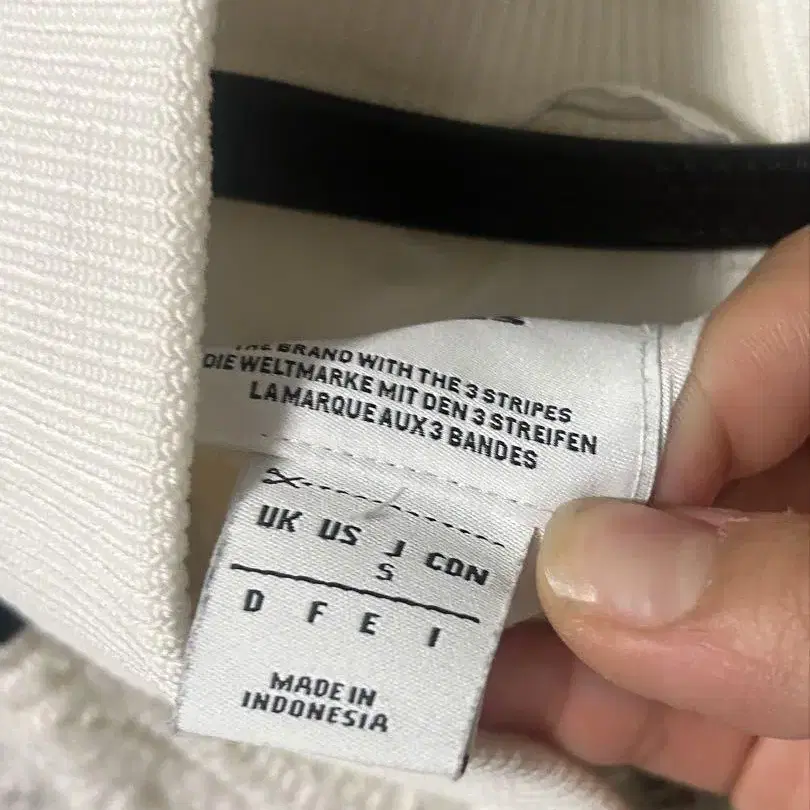 BRAND WITH THE 3 STRIPES
DIE WELTMARKE MIT DEN 3 STREIFEN
LA MARQUE AUX 3 BANDES
UK US J CDN
S
D F E I
MADE IN
INDONESIA